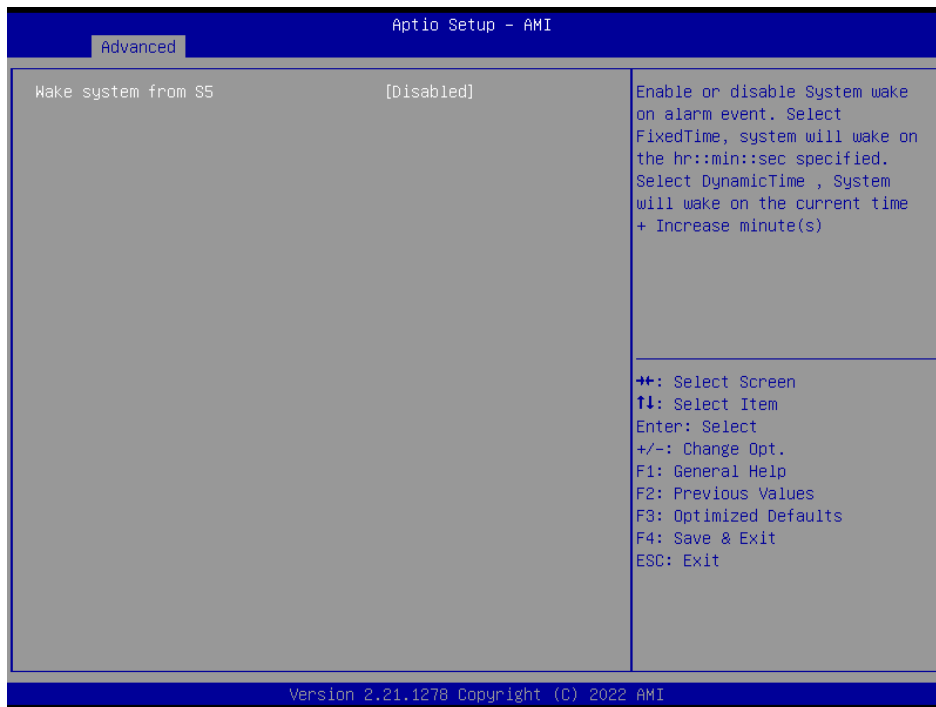 Aptio Setup – AMI
Advanced
Wake system from S5 [Disabled]
Enable or disable System wake
on alarm event. Select
FixedTime, system will wake on
the hr::min::sec specified.
Select DynamicTime , System
will wake on the current time
+ Increase minute(s)
→←: Select Screen
↑↓: Select Item
Enter: Select
+/-: Change Opt.
F1: General Help
F2: Previous Values
F3: Optimized Defaults
F4: Save & Exit
ESC: Exit
Version 2.21.1278 Copyright (C) 2022 AMI